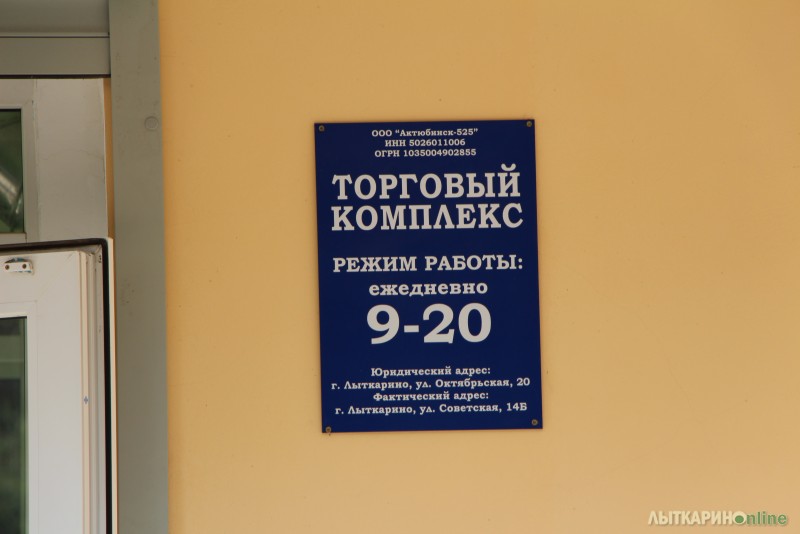 ООО "Актюбинск-525"
ИНН 5026011006
ОГРН 1035004902855
ТОРГОВЫЙ
КОМПЛЕКС
РЕЖИМ РАБОТЫ:
ежедневно
9-20
Юридический адрес:
г. Лыткарино, ул. Октябрьская, 20
Фактический адрес:
г. Лыткарино, ул. Советская, 14Б
ЛЫТКАРИНОonline